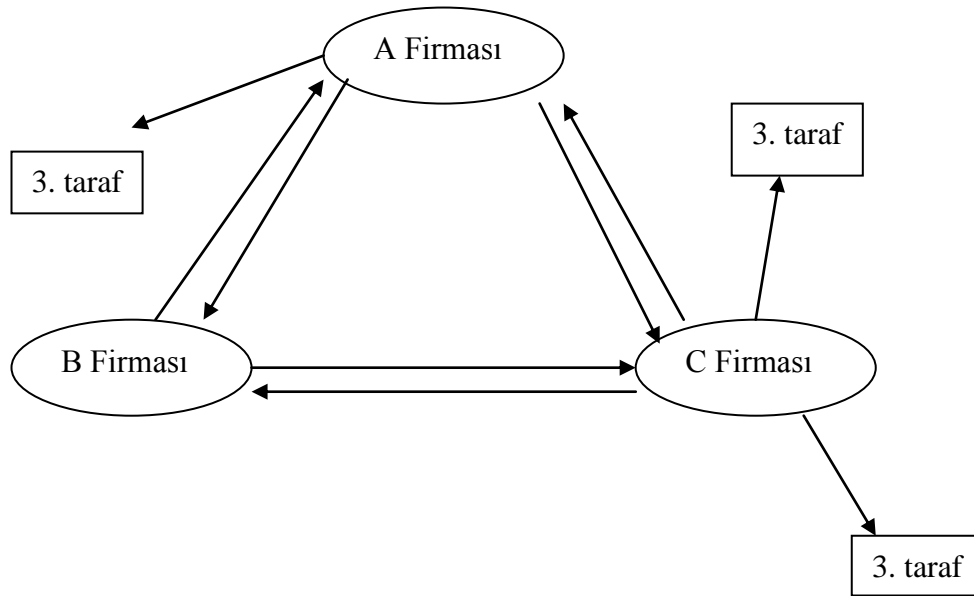 A Firması
3. taraf
3. taraf
B Firması
C Firması
3. taraf